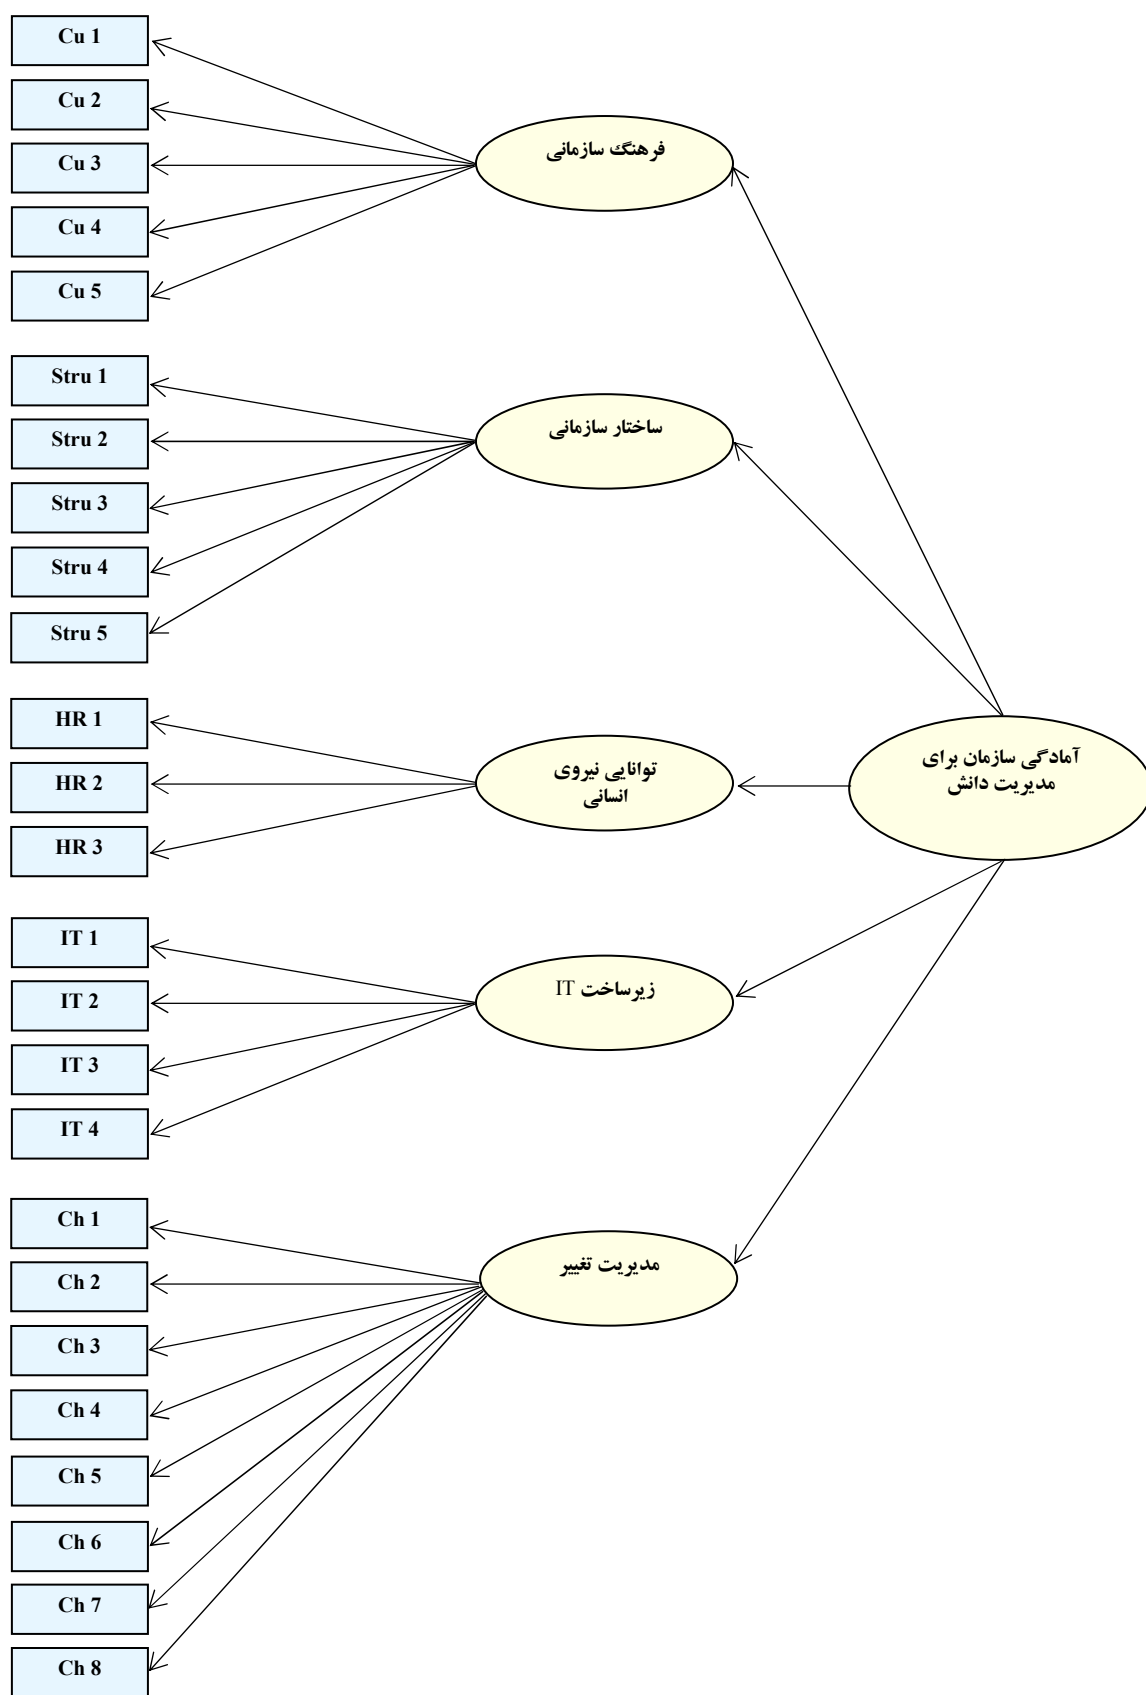 Cu 1
Cu 2
Cu 3
Cu 4
Cu 5
فرهنگ سازمانی
Stru 1
Stru 2
Stru 3
Stru 4
Stru 5
ساختار سازمانی
HR 1
HR 2
HR 3
توانایی نیروی
انسانی
آمادگی سازمان برای
مدیریت دانش
IT 1
IT 2
IT 3
IT 4
زیرساخت IT
Ch 1
Ch 2
Ch 3
Ch 4
Ch 5
Ch 6
Ch 7
Ch 8
مدیریت تغییر